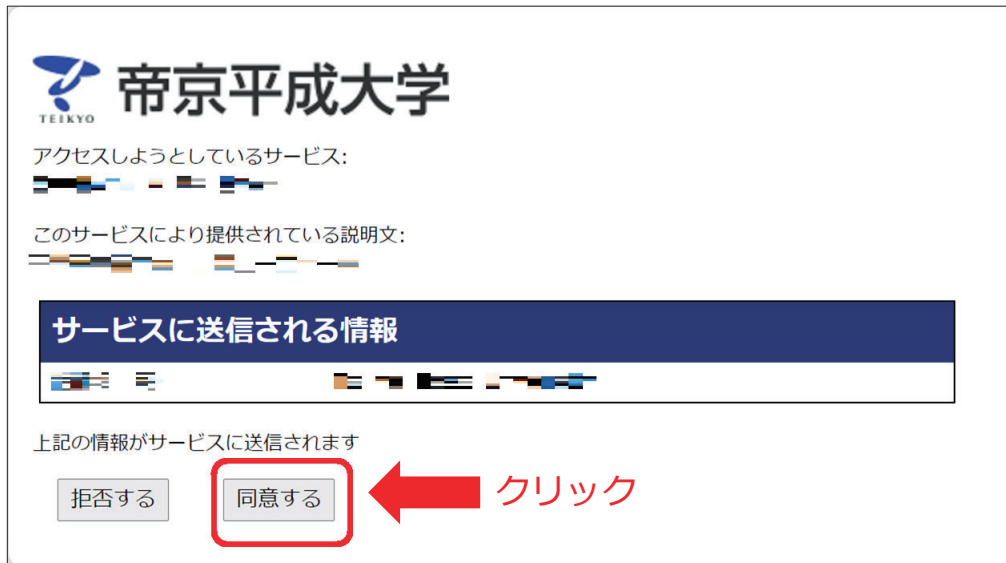 帝京平成大学
TEIKYO
アクセスしようとしているサービス:
このサービスにより提供されている説明文:
サービスに送信される情報
上記の情報がサービスに送信されます
拒否する 同意する クリック